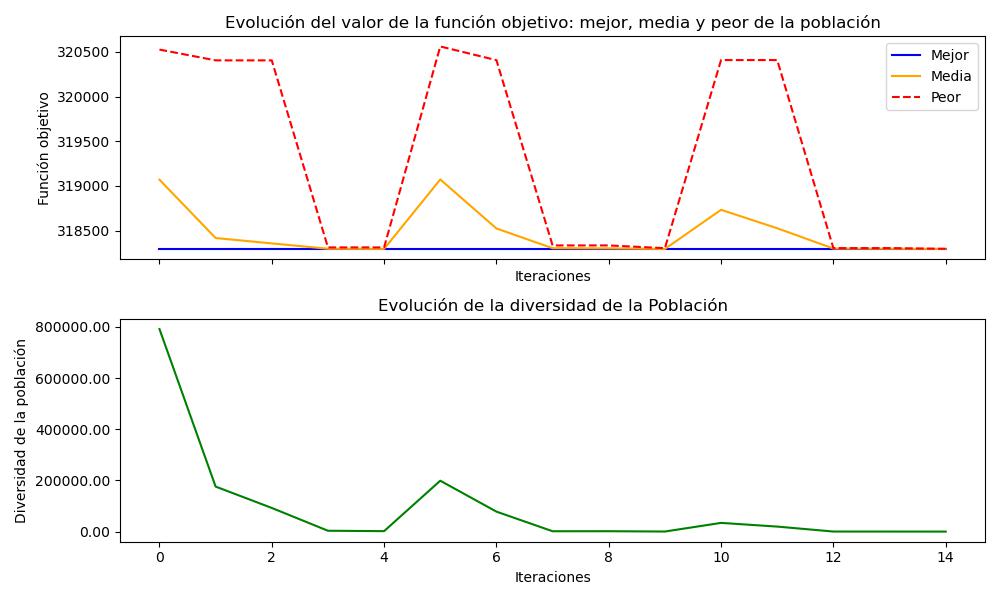 Evolución del valor de la función objetivo: mejor, media y peor de la población
320500
320000
319500
319000
318500
Función objetivo
Mejor
Media
Peor
Iteraciones
Evolución de la diversidad de la Población
800000.00
600000.00
400000.00
200000.00
0.00
Diversidad de la población
0 2 4 6 8 10 12 14
Iteraciones